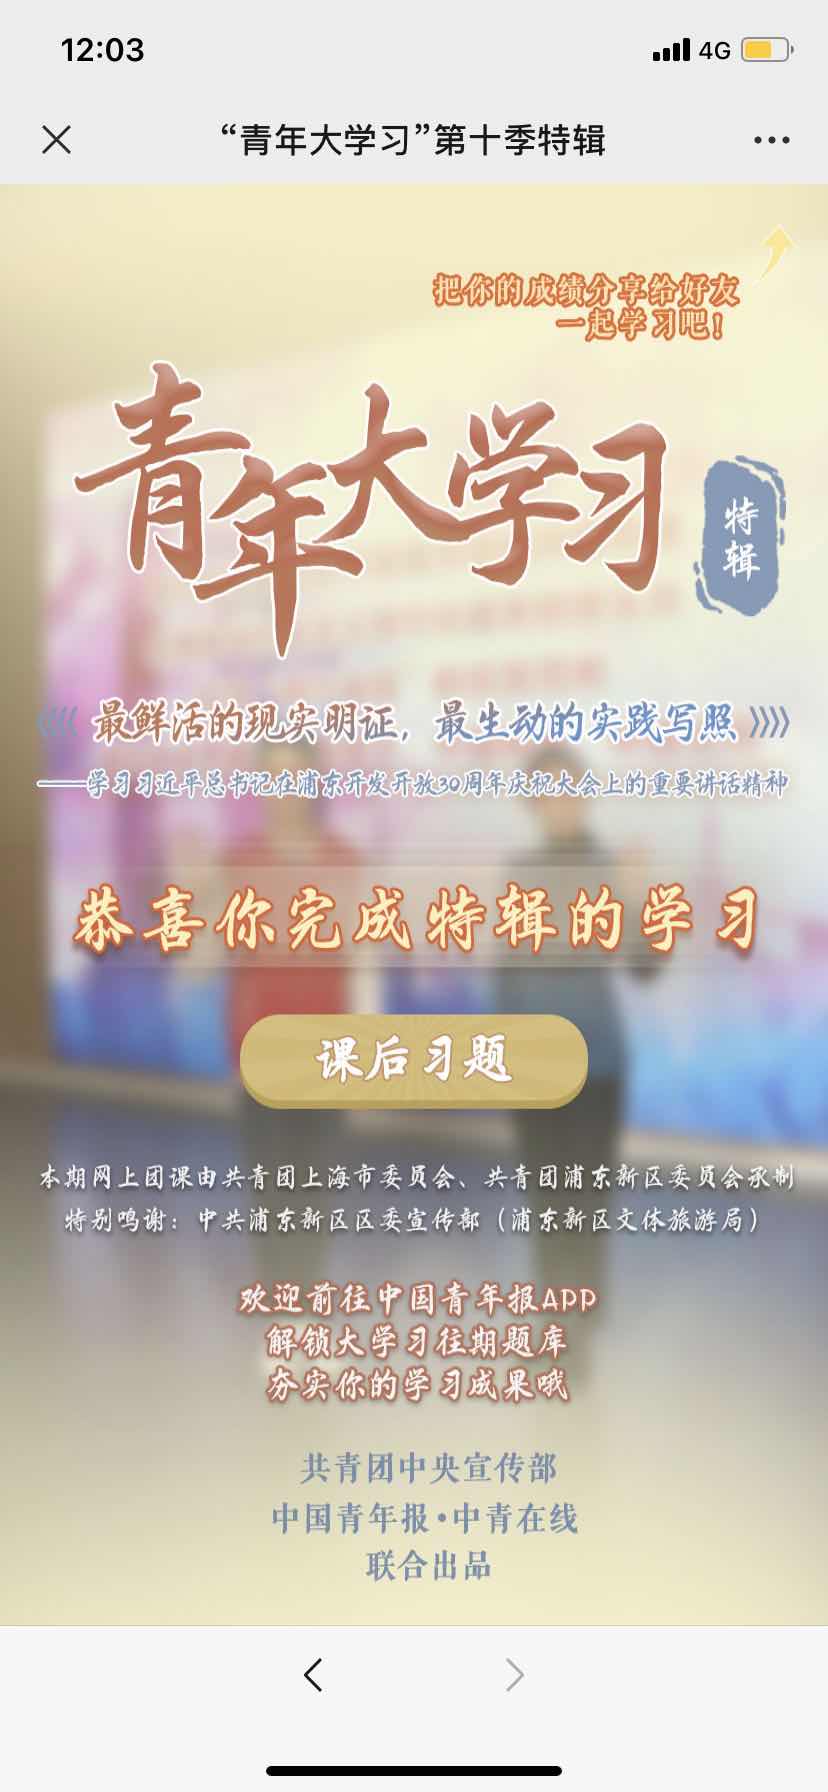 12:03
4G
“青年大学习”第十季特辑
把你的成绩分享给好友
一起学习吧！
青年大学习
特辑
最鲜活的现实明证，最生动的实践写照
——学习习近平总书记在浦东开发开放30周年庆祝大会上的重要讲话精神
恭喜你完成特辑的学习
课后习题
本期网上团课由共青团上海市委员会、共青团浦东新区委员会承制
特别鸣谢：中共浦东新区区委宣传部（浦东新区文体旅游局）
欢迎前往中国青年报APP
解锁大学习往期题库
夯实你的学习成果哦
共青团中央宣传部
中国青年报·中青在线
联合出品